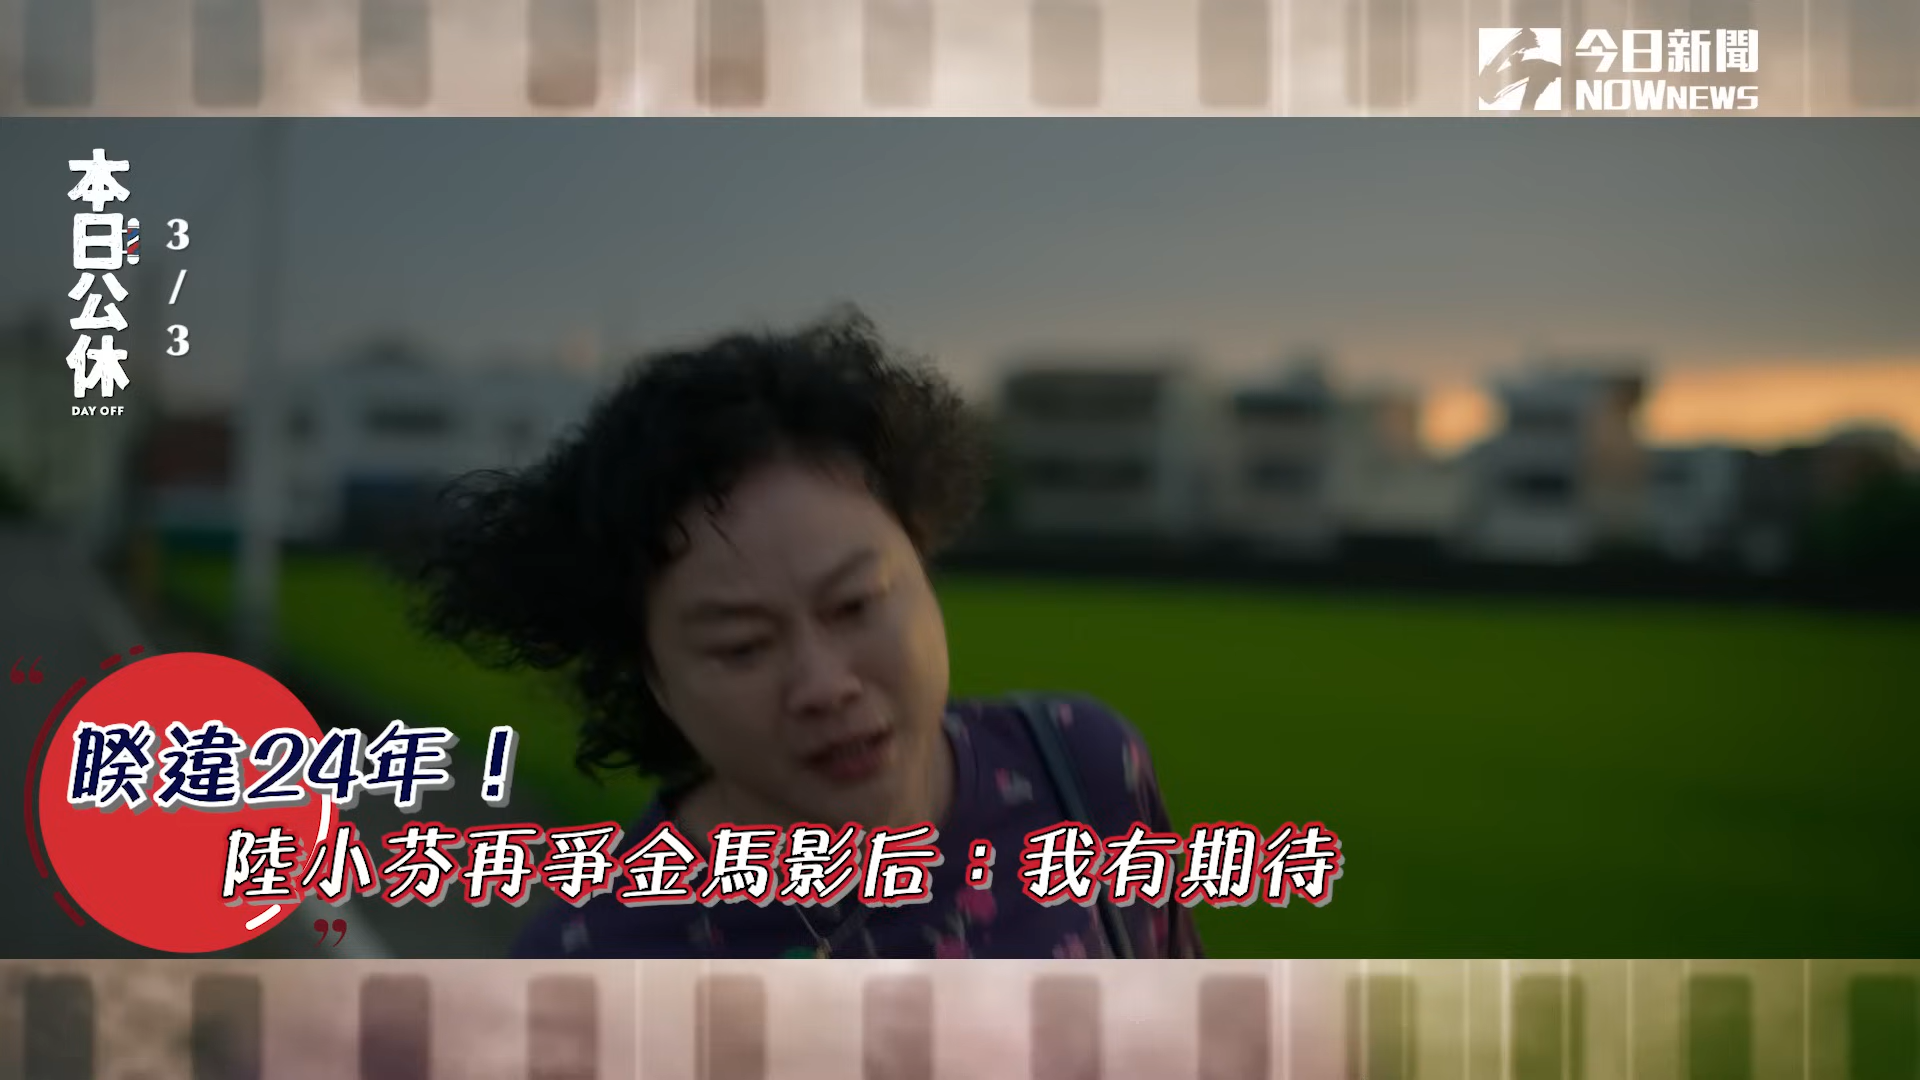 今日新聞
NOWNEWS
本日公休
DAY OFF
3/3
睽違24年！
陸小芬再爭金馬影后：我有期待